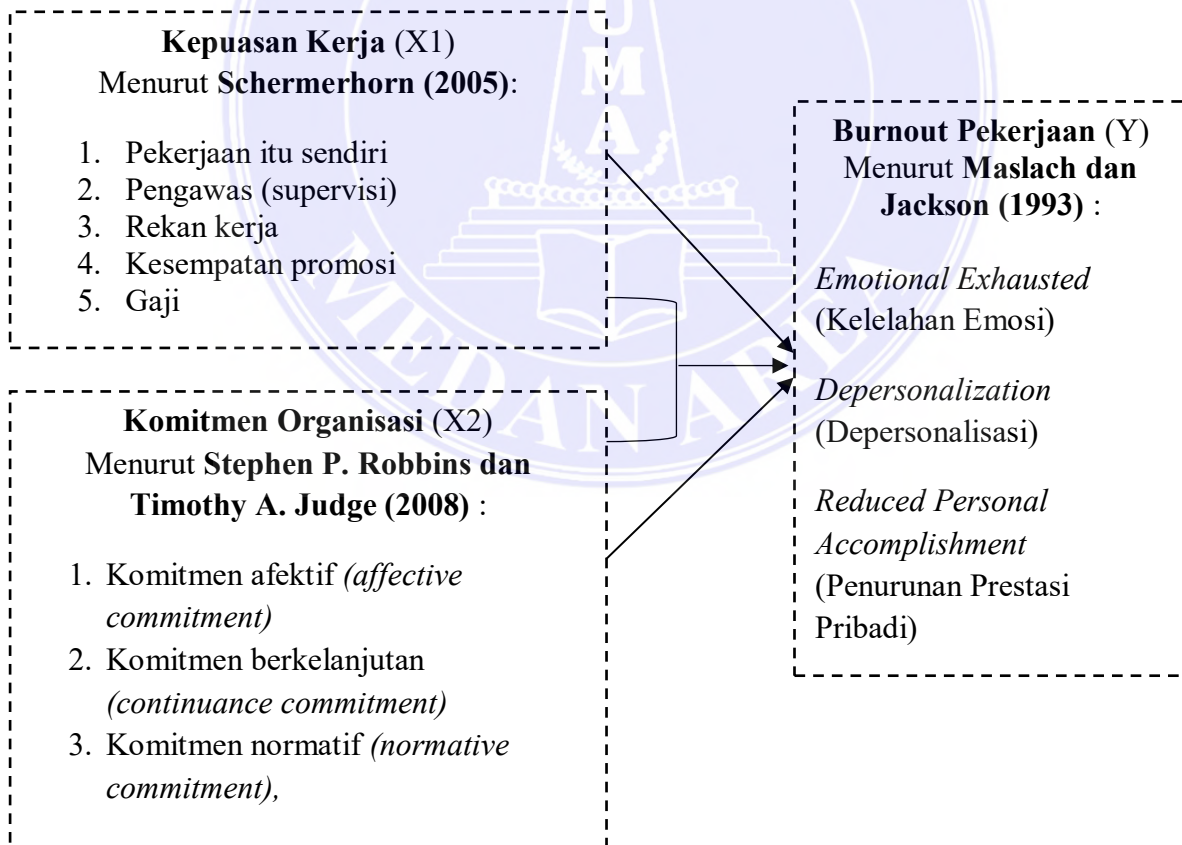 Kepuasan Kerja (X1)
Menurut Schermerhorn (2005):
1. Pekerjaan itu sendiri
2. Pengawas (supervisi)
3. Rekan kerja
4. Kesempatan promosi
5. Gaji
Komitmen Organisasi (X2)
Menurut Stephen P. Robbins dan
Timothy A. Judge (2008) :
1. Komitmen afektif (affective
commitment)
2. Komitmen berkelanjutan
(continuance commitment)
3. Komitmen normatif (normative
commitment),
Burnout Pekerjaan (Y)
Menurut Maslach dan
Jackson (1993) :
Emotional Exhausted
(Kelelahan Emosi)
Depersonalization
(Depersonalisasi)
Reduced Personal
Accomplishment
(Penurunan Prestasi
Pribadi)
UMA
MEDAN AREA